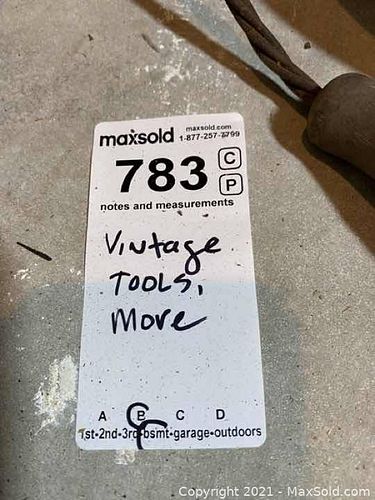 maxsold maxsold.com
1-877-257-7799
783 C
P
notes and measurements
Vintage
TOOLS,
More
A B C D
1st•2nd•3rd•bsmt•garage•outdoors
Copyright 2021 - MaxSold.com